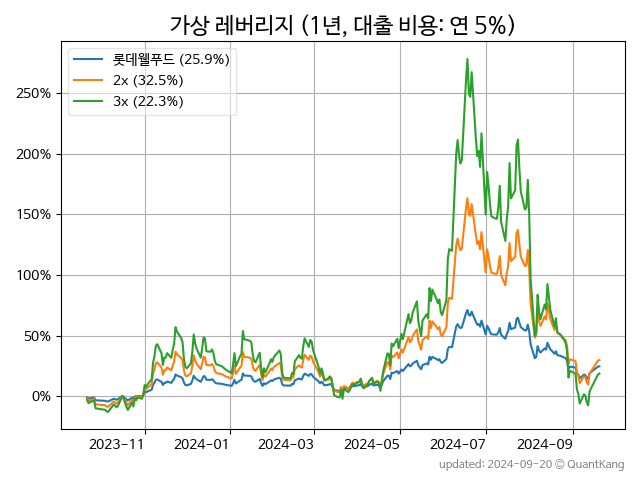 가상 레버리지 (1년, 대출 비용: 연 5%)
롯데웰푸드 (25.9%)
2x (32.5%)
3x (22.3%)
250%
200%
150%
100%
50%
0%
2023-11
2024-01
2024-03
2024-05
2024-07
2024-09
updated: 2024-09-20 © QuantKang